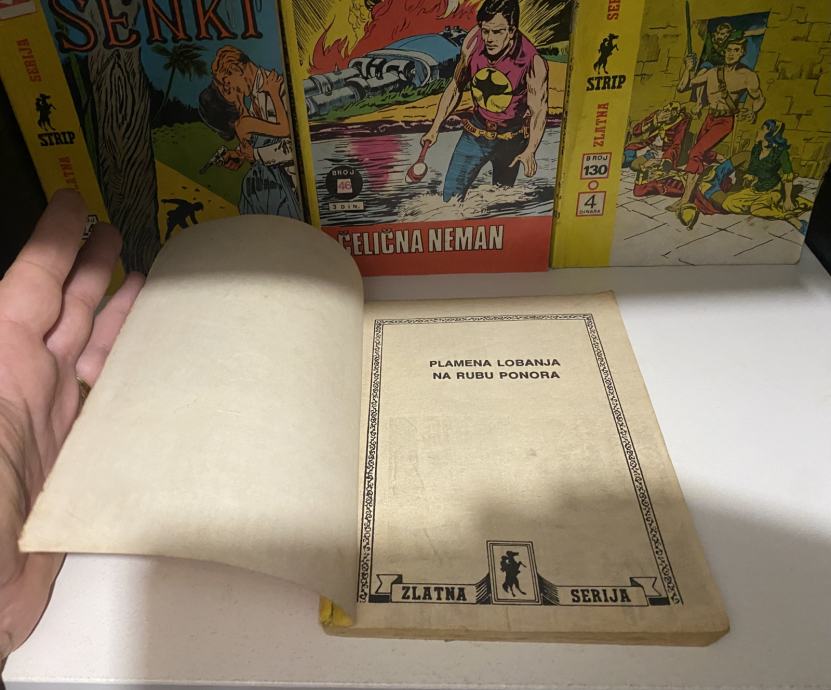 SENKI
SERIJA
STRIP
ZLATNA
BROJ
46
3 DIN.
ČELIČNA NEMAN
STRIP
ZLATNA
BROJ
130
4
DINARA
PLAMENA LOBANJA
NA RUBU PONORA
ZLATNA
SERIJA